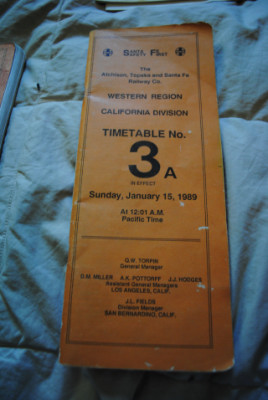 SAFETY FIRST
The
Atchison, Topeka and Santa Fe
Railway Co.
WESTERN REGION
CALIFORNIA DIVISION
TIMETABLE No.
3A
IN EFFECT
Sunday, January 15, 1989
At 12:01 A.M.
Pacific Time
Q.W. TORPIN
General Manager
D.M. MILLER A.K. POTTORFF J.J. HODGES
Assistant General Managers
LOS ANGELES, CALIF.
J.L. FIELDS
Division Manager
SAN BERNARDINO, CALIF.